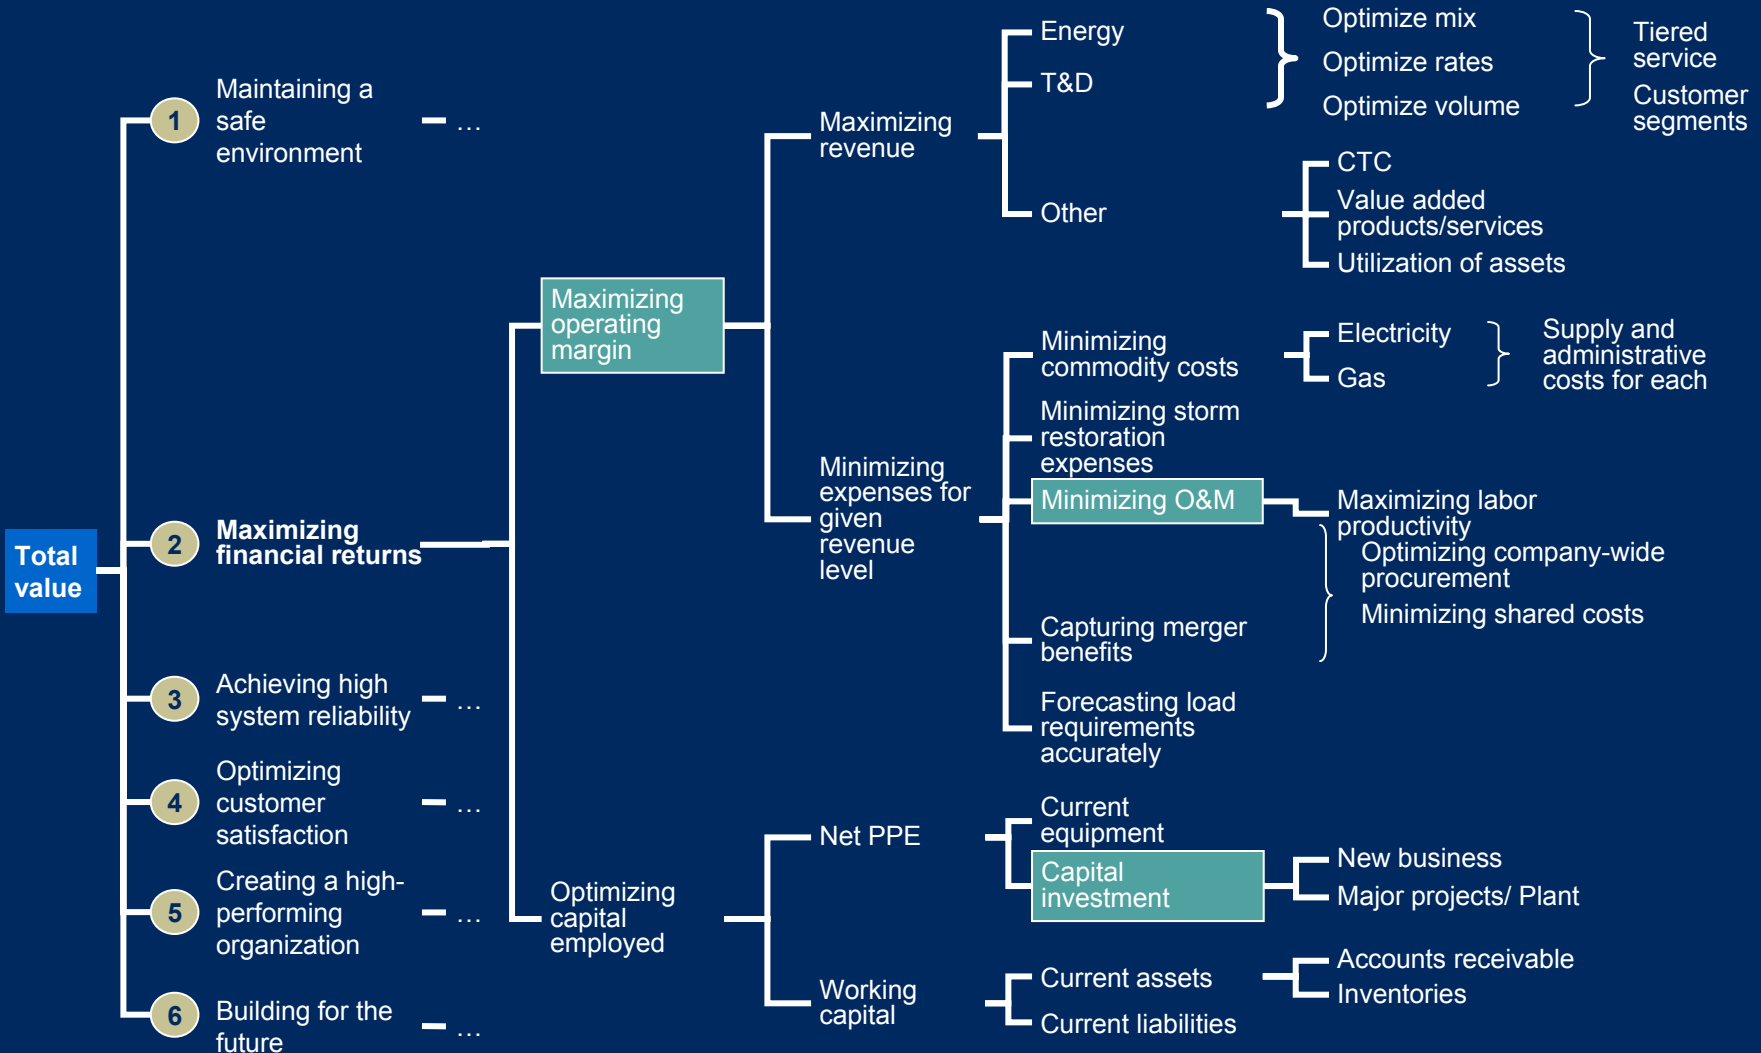 Total
value
1
Maintaining a
safe
environment
…
2
Maximizing
financial returns
3
Achieving high
system reliability
…
4
Optimizing
customer
satisfaction
…
5
Creating a high-
performing
organization
…
6
Building for the
future
…
Maximizing
operating
margin
Optimizing
capital
employed
Maximizing
revenue
Minimizing
expenses for
given
revenue
level
Net PPE
Working
capital
Energy
T&D
Other
Optimize mix
Optimize rates
Optimize volume
Tiered
service
Customer
segments
CTC
Value added
products/services
Utilization of assets
Minimizing
commodity costs
Electricity
Gas
Supply and
administrative
costs for each
Minimizing storm
restoration
expenses
Minimizing O&M
Maximizing labor
productivity
Optimizing company-wide
procurement
Minimizing shared costs
Capturing merger
benefits
Forecasting load
requirements
accurately
Current
equipment
Capital
investment
New business
Major projects/ Plant
Current assets
Accounts receivable
Inventories
Current liabilities